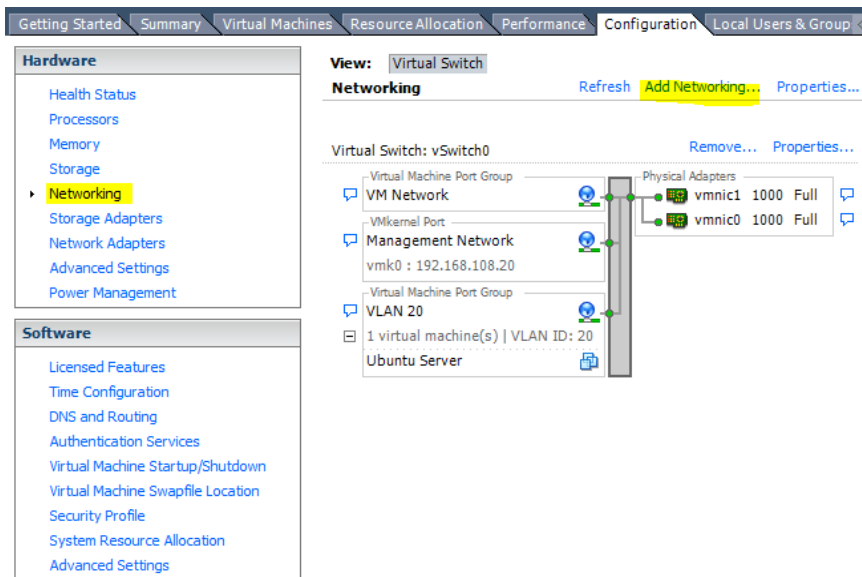 Getting Started Summary Virtual Machines Resource Allocation Performance Configuration Local Users & Group
Hardware
Health Status
Processors
Memory
Storage
Networking
Storage Adapters
Network Adapters
Advanced Settings
Power Management
Software
Licensed Features
Time Configuration
DNS and Routing
Authentication Services
Virtual Machine Startup/Shutdown
Virtual Machine Swapfile Location
Security Profile
System Resource Allocation
Advanced Settings
View: Virtual Switch
Networking Refresh Add Networking... Properties...
Virtual Switch: vSwitch0 Remove... Properties...
Virtual Machine Port Group
VM Network
VMkernel Port
Management Network
vmk0 : 192.168.108.20
Virtual Machine Port Group
VLAN 20
1 virtual machine(s) | VLAN ID: 20
Ubuntu Server
Physical Adapters
vmnic1 1000 Full
vmnic0 1000 Full